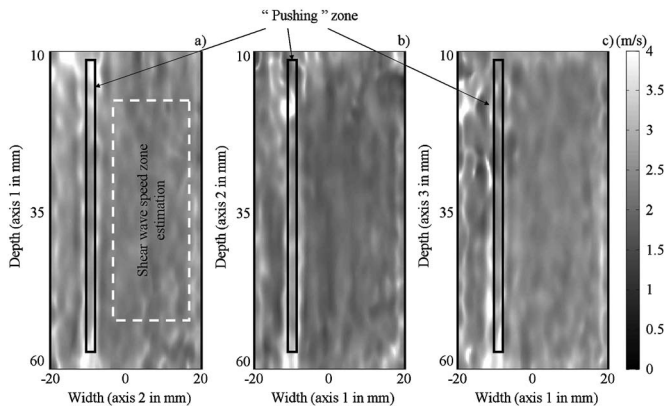 “ Pushing ” zone
a)
b)
c) (m/s)
10
35
60
Depth (axis 1 in mm)
Shear wave speed zone
estimation
-20
0
20
Width (axis 2 in mm)
10
35
60
Depth (axis 2 in mm)
-20
0
20
Width (axis 1 in mm)
10
35
60
Depth (axis 3 in mm)
-20
0
20
Width (axis 1 in mm)
4
3.5
3
2.5
2
1.5
1
0.5
0